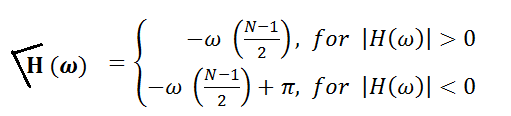 ∠H (ω) = { −ω (N−1/2), for |H(ω)| > 0
−ω (N−1/2) + π, for |H(ω)| < 0